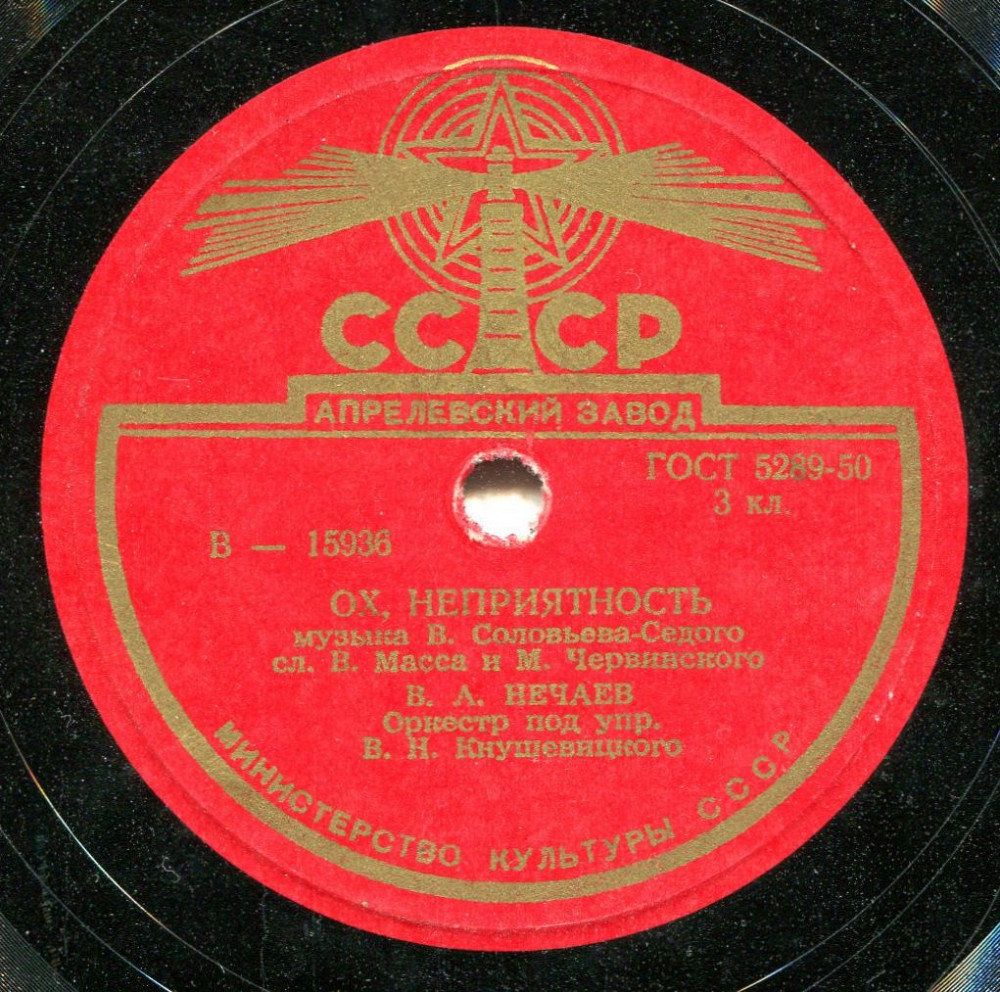 СССР
АПРЕЛЕВСКИЙ ЗАВОД
ГОСТ 5289-50
3 кл.
В — 15936
ОХ, НЕПРИЯТНОСТЬ
музыка В. Соловьева-Седого
сл. В. Масса и М. Червинского
В. А. НЕЧАЕВ
Оркестр под упр.
В. Н. Кнушевицкого
МИНИСТЕРСТВО КУЛЬТУРЫ СССР